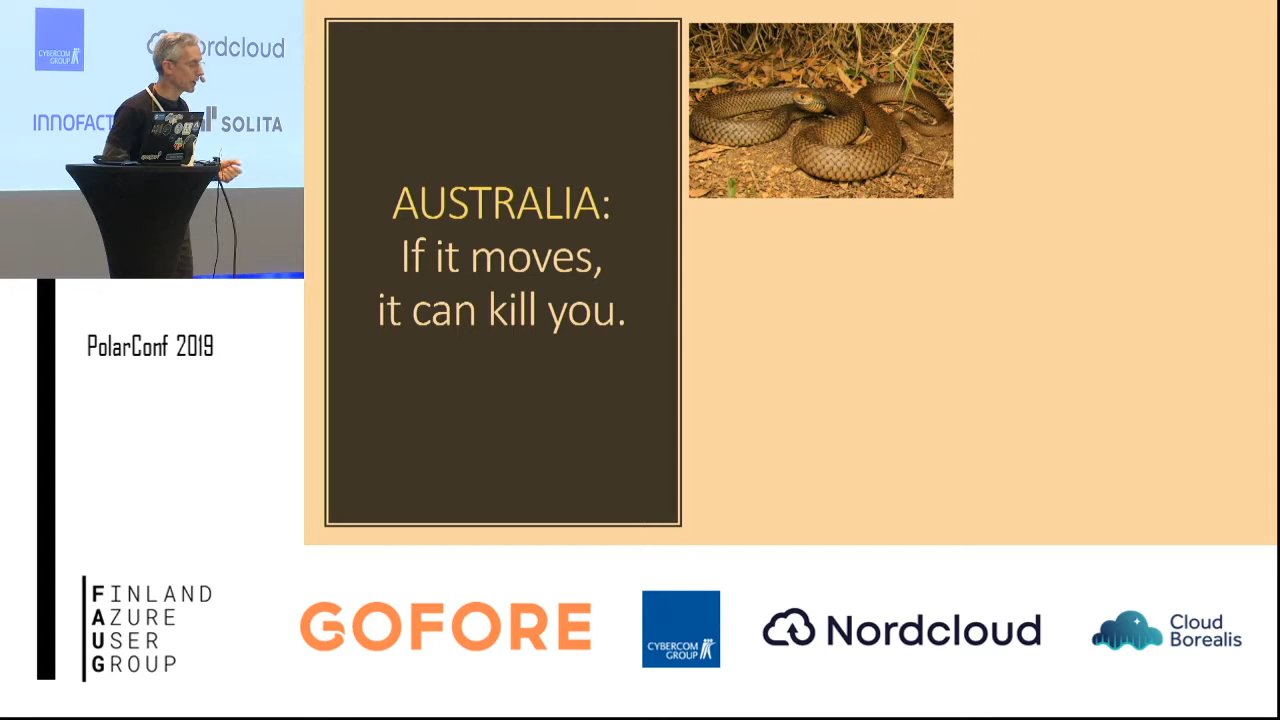 CYBERCOM
GROUP
Nordcloud
INNOFACT
SOLITA
AUSTRALIA:
If it moves,
it can kill you.
PolarConf 2019
FINLAND
AZURE
USER
GROUP
GOFORE
CYBERCOM
GROUP
Nordcloud
Cloud
Borealis